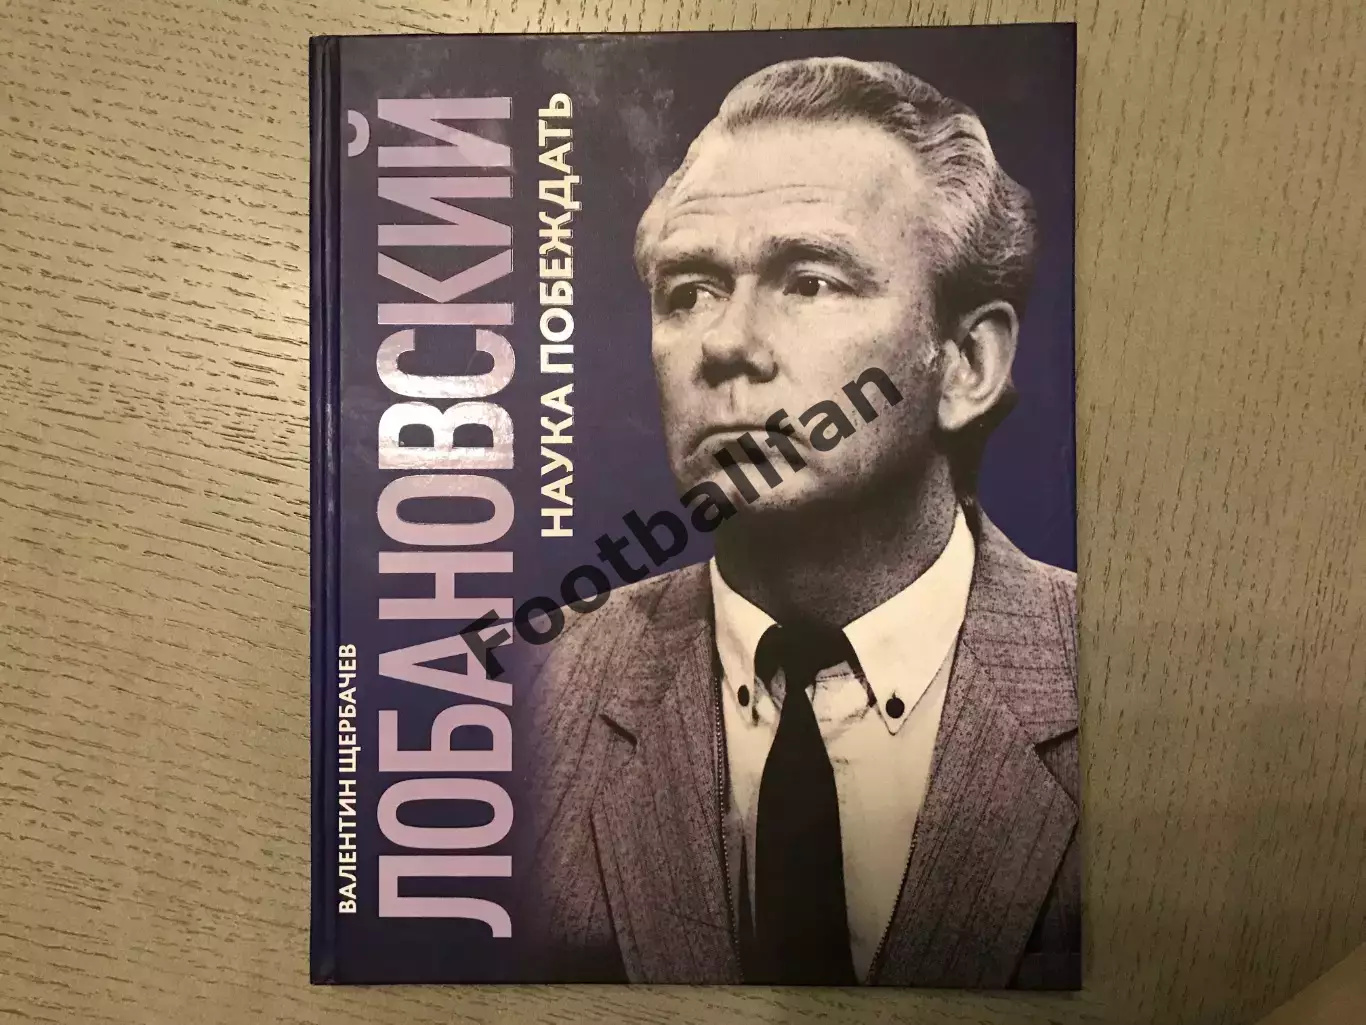 ВАЛЕНТИН ЩЕРБАЧЕВ
ЛОБАНОВСКИЙ
НАУКА ПОБЕЖДАТЬ
Footballfan